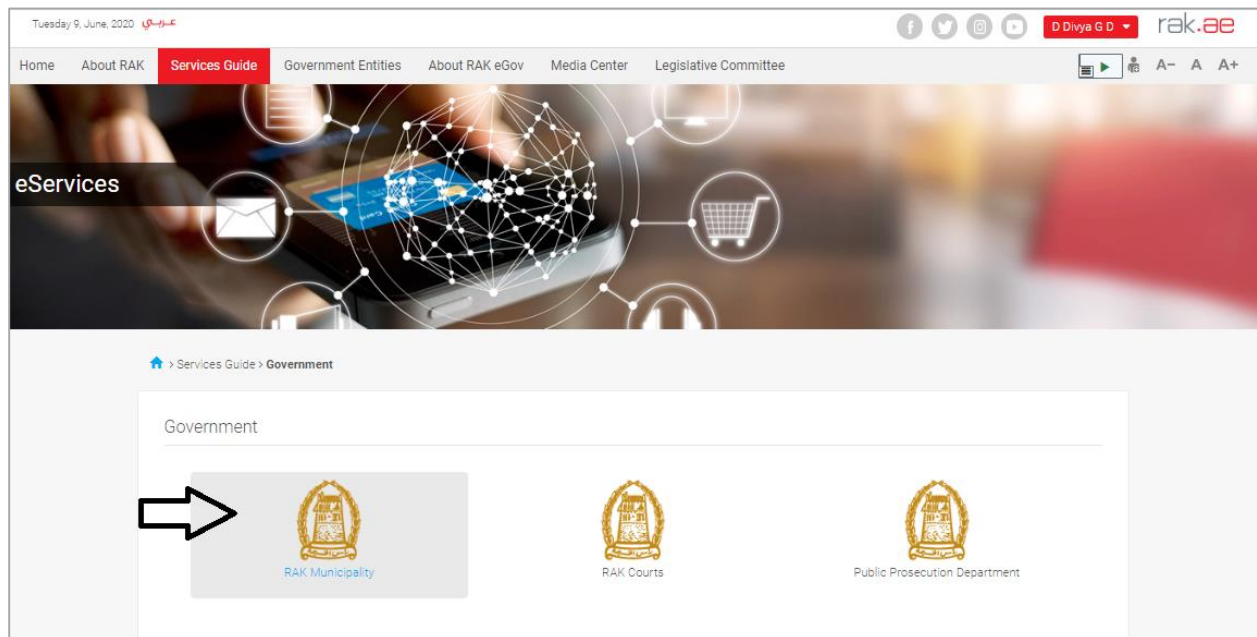 Tuesday 9, June, 2020 عربي
D Divya G D
rak.ae
Home About RAK Services Guide Government Entities About RAK eGov Media Center Legislative Committee
A- A A+
eServices
> Services Guide > Government
Government
RAK Municipality
RAK Courts
Public Prosecution Department